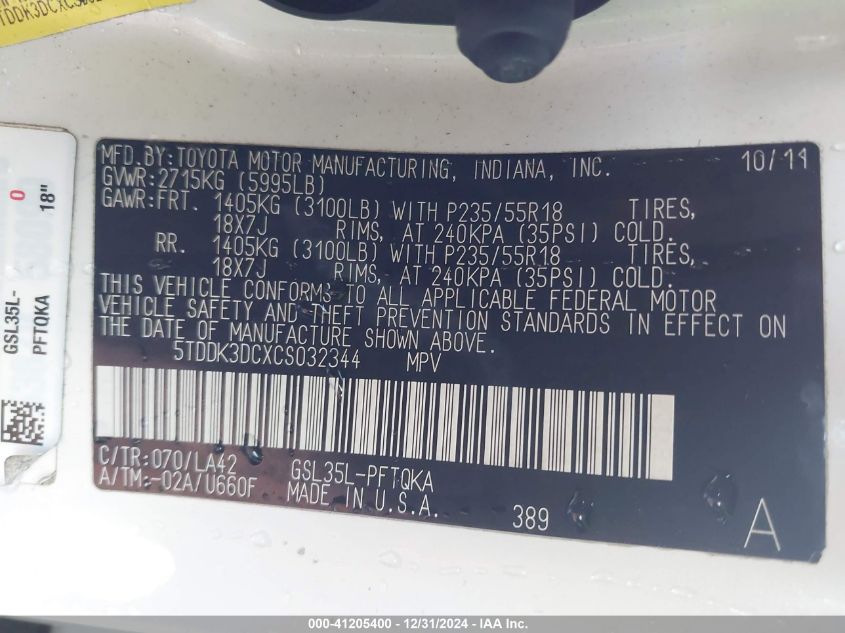 5TDDK3DCXCS032344
GSL35L-
PFTQKA
0
18"
MFD.BY:TOYOTA MOTOR MANUFACTURING, INDIANA, INC. 10/11
GVWR:2715KG (5995LB)
GAWR:FRT. 1405KG (3100LB) WITH P235/55R18 TIRES,
18X7J RIMS, AT 240KPA (35PSI) COLD.
RR. 1405KG (3100LB) WITH P235/55R18 TIRES,
18X7J RIMS, AT 240KPA (35PSI) COLD.
THIS VEHICLE CONFORMS TO ALL APPLICABLE FEDERAL MOTOR
VEHICLE SAFETY AND THEFT PREVENTION STANDARDS IN EFFECT ON
THE DATE OF MANUFACTURE SHOWN ABOVE.
5TDDK3DCXCS032344 MPV
C/TR:070/LA42 GSL35L-PFTQKA
A/TM:-02A/U660F MADE IN U.S.A.
389
A
000-41205400 - 12/31/2024 - IAA Inc.